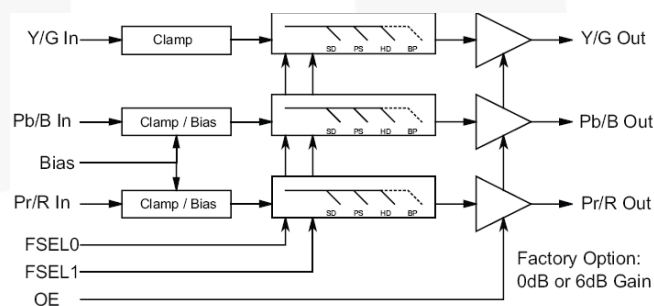 Y/G In
Clamp
SD PS HD BP
Y/G Out
Pb/B In
Clamp / Bias
SD PS HD BP
Pb/B Out
Bias
Pr/R In
Clamp / Bias
SD PS HD BP
Pr/R Out
FSEL0
FSEL1
OE
Factory Option:
0dB or 6dB Gain